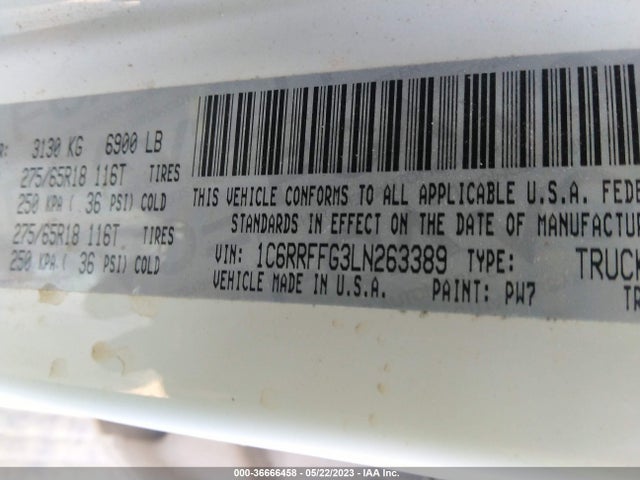 R: 3130 KG 6900 LB
275/65R18 116T TIRES
250 KPA ( 36 PSI) COLD
275/65R18 116T TIRES
250 KPA ( 36 PSI) COLD
THIS VEHICLE CONFORMS TO ALL APPLICABLE U.S.A. FEDE
STANDARDS IN EFFECT ON THE DATE OF MANUFACTUR
VIN: 1C6RRFFG3LN263389 TYPE: TRUCK
VEHICLE MADE IN U.S.A. PAINT: PW7 TR
000-36666458 - 05/22/2023 - IAA Inc.